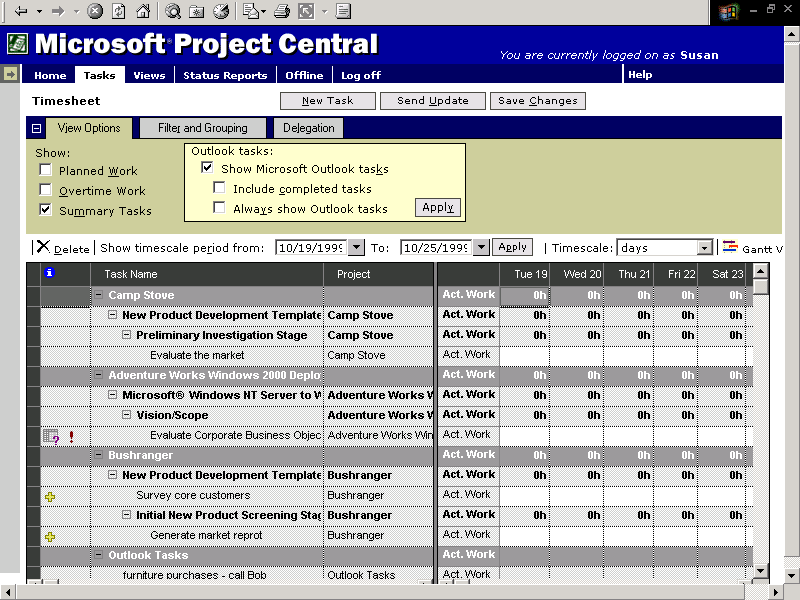 Microsoft Project Central
You are currently logged on as Susan
Home Tasks Views Status Reports Offline Log off Help
Timesheet New Task Send Update Save Changes
View Options Filter and Grouping Delegation
Show:
Planned Work
Overtime Work
Summary Tasks
Outlook tasks:
Show Microsoft Outlook tasks
Include completed tasks
Always show Outlook tasks Apply
Delete Show timescale period from: 10/19/1999 To: 10/25/1999 Apply Timescale: days Gantt V
Task Name Project Tue 19 Wed 20 Thu 21 Fri 22 Sat 23
Camp Stove Act. Work 0h 0h 0h 0h 0h
New Product Development Template Camp Stove Act. Work 0h 0h 0h 0h 0h
Preliminary Investigation Stage Camp Stove Act. Work 0h 0h 0h 0h 0h
Evaluate the market Camp Stove Act. Work
Adventure Works Windows 2000 Deplo Act. Work 0h 0h 0h 0h 0h
Microsoft® Windows NT Server to W Adventure Works W Act. Work 0h 0h 0h 0h 0h
Vision/Scope Adventure Works W Act. Work 0h 0h 0h 0h 0h
Evaluate Corporate Business Objec Adventure Works Win Act. Work
Bushranger Act. Work 0h 0h 0h 0h 0h
New Product Development Template Bushranger Act. Work 0h 0h 0h 0h 0h
Survey core customers Bushranger Act. Work
Initial New Product Screening Stag Bushranger Act. Work 0h 0h 0h 0h 0h
Generate market reprot Bushranger Act. Work
Outlook Tasks Act. Work
furniture purchases - call Bob Outlook Tasks Act. Work